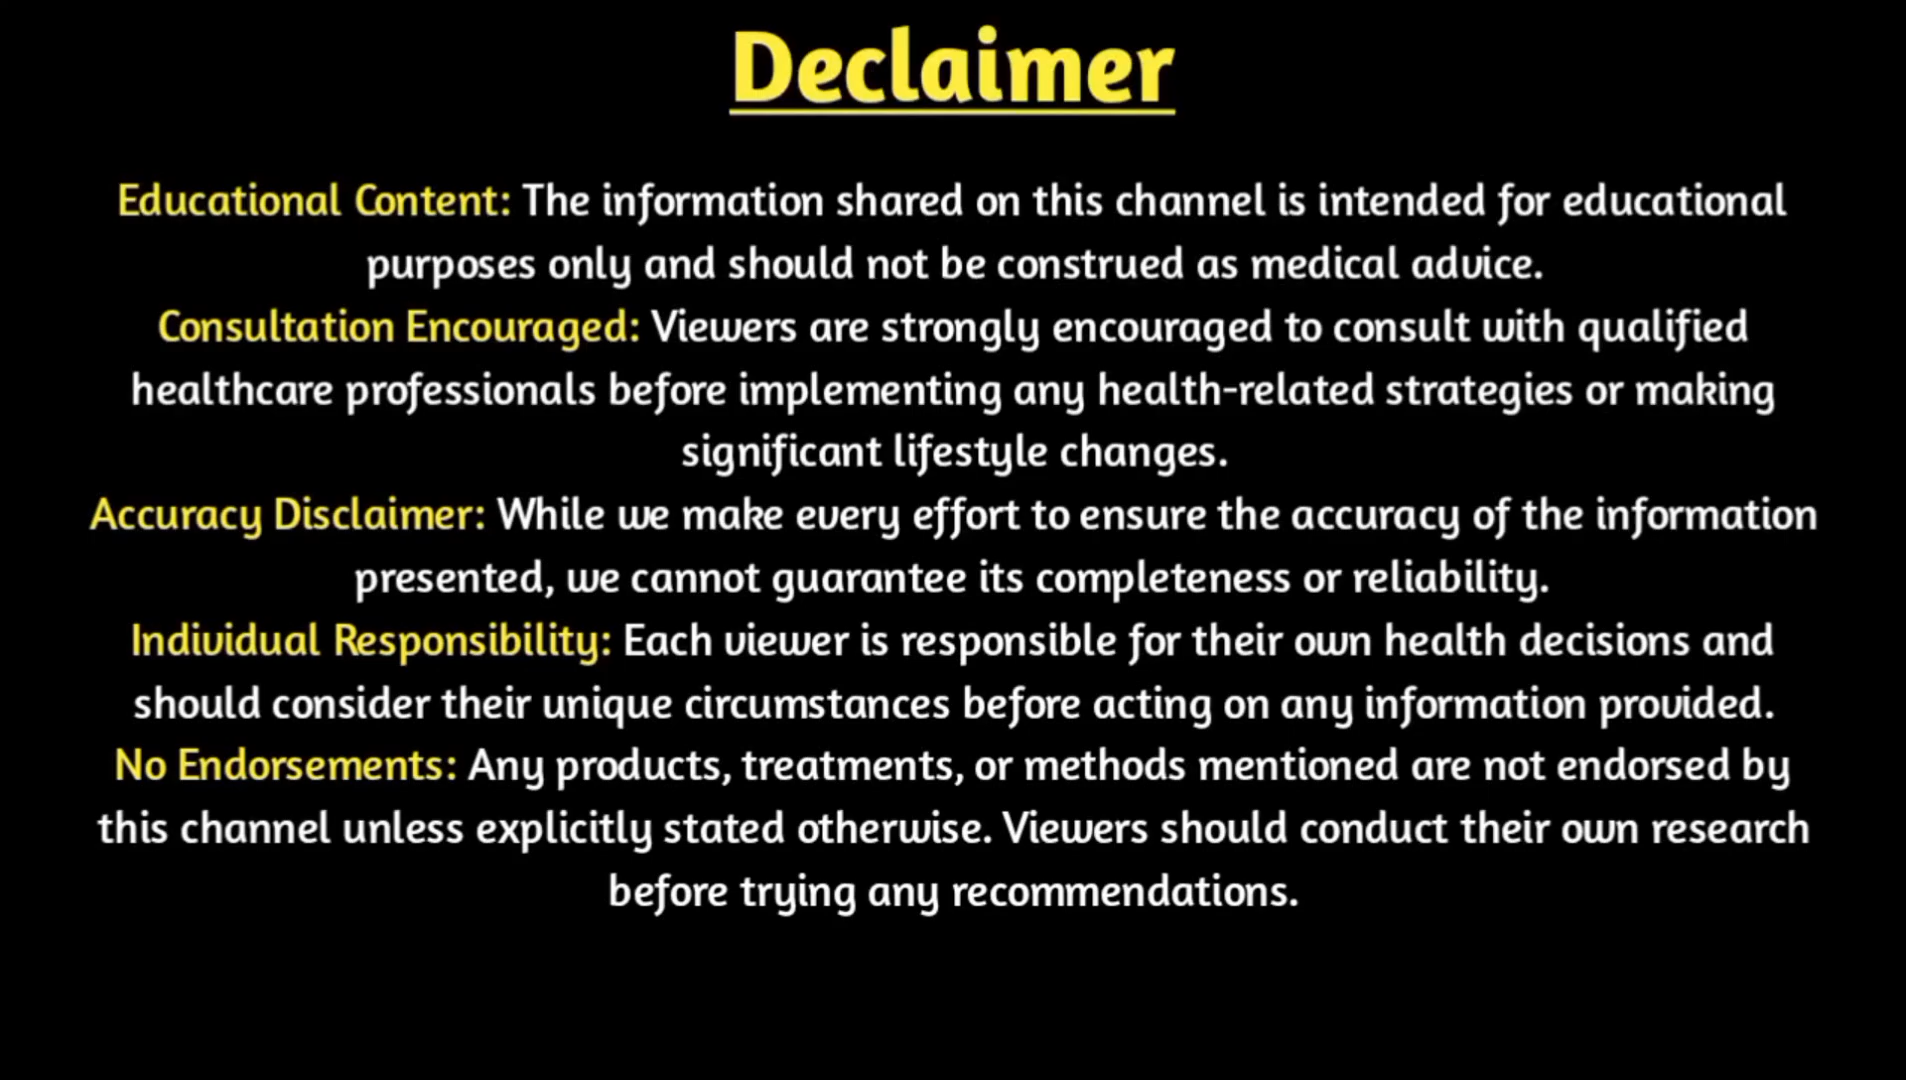 Declaimer
Educational Content: The information shared on this channel is intended for educational
purposes only and should not be construed as medical advice.
Consultation Encouraged: Viewers are strongly encouraged to consult with qualified
healthcare professionals before implementing any health-related strategies or making
significant lifestyle changes.
Accuracy Disclaimer: While we make every effort to ensure the accuracy of the information
presented, we cannot guarantee its completeness or reliability.
Individual Responsibility: Each viewer is responsible for their own health decisions and
should consider their unique circumstances before acting on any information provided.
No Endorsements: Any products, treatments, or methods mentioned are not endorsed by
this channel unless explicitly stated otherwise. Viewers should conduct their own research
before trying any recommendations.